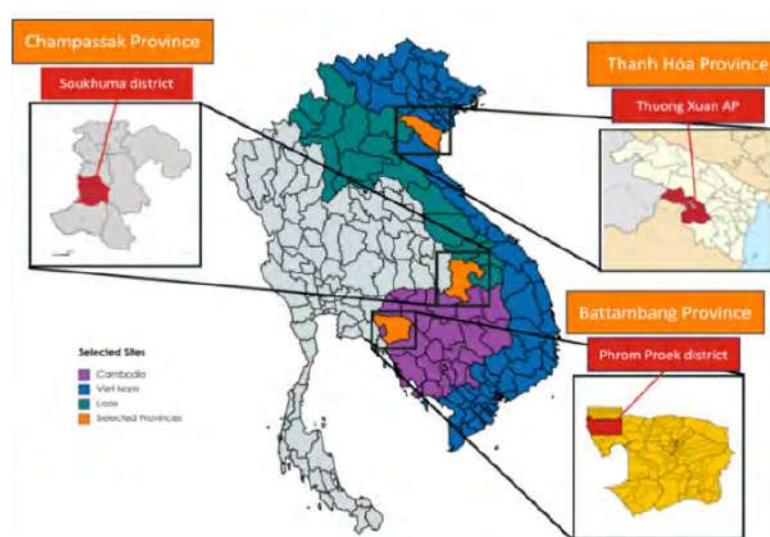 Champassak Province
Soukhuma district
Thanh Hóa Province
Thuong Xuan AP
Battambang Province
Phrom Proek district
Selected Sites
Cambodia
Viet Nam
Laos
Selected Provinces